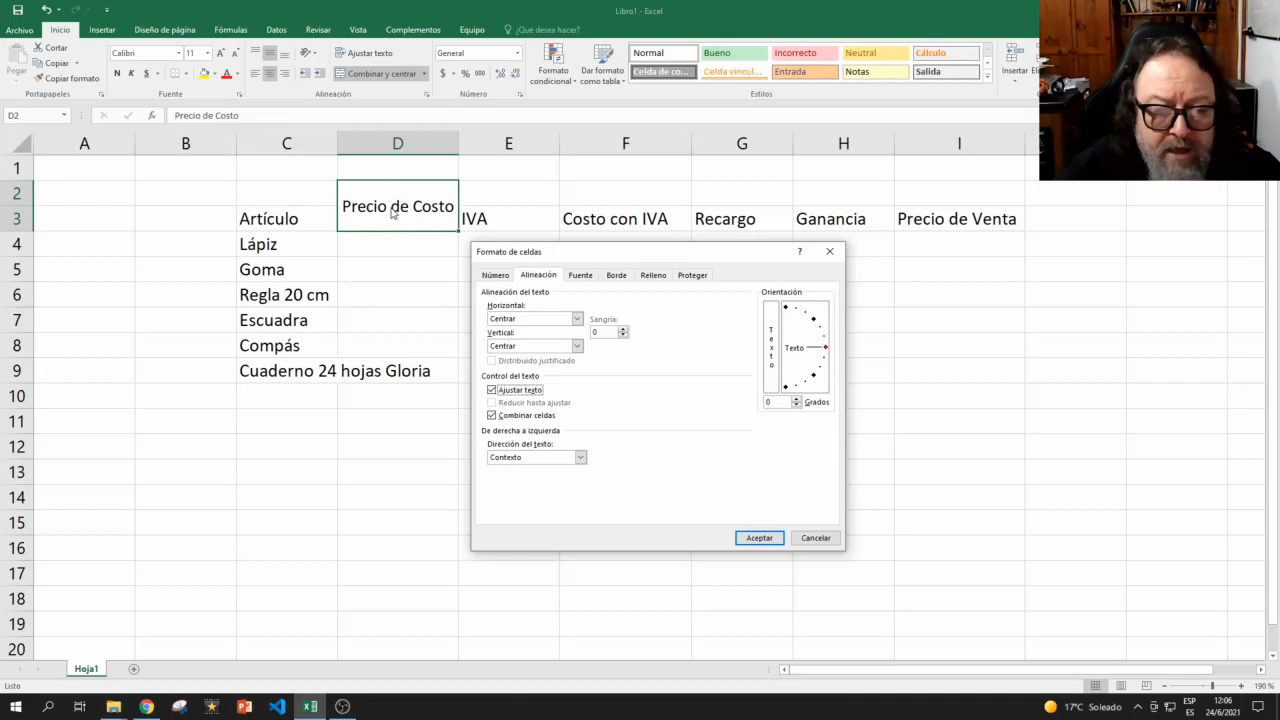 Libro1 - Excel
Archivo Inicio Insertar Diseño de página Fórmulas Datos Revisar Vista Complementos Equipo ¿Qué desea hacer?
Pegar
Cortar
Copiar
Copiar formato
Portapapeles
Calibri 11
N K S
Fuente
Ajustar texto
Combinar y centrar
Alineación
General
$ % 000
Número
Formato condicional
Dar formato como tabla
Normal Bueno Incorrecto Neutral Cálculo
Celda de co... Celda vincul... Entrada Notas Salida
Estilos
Insertar
D2 fx Precio de Costo
A B C D E F G H I
1
2 Precio de Costo
3 Artículo IVA Costo con IVA Recargo Ganancia Precio de Venta
4 Lápiz
5 Goma
6 Regla 20 cm
7 Escuadra
8 Compás
9 Cuaderno 24 hojas Gloria
10
11
12
13
14
15
16
17
18
19
20
Formato de celdas ?
Número Alineación Fuente Borde Relleno Proteger
Alineación del texto
Horizontal:
Centrar
Sangría:
0
Vertical:
Centrar
Distribuido justificado
Control del texto
Ajustar texto
Reducir hasta ajustar
Combinar celdas
De derecha a izquierda
Dirección del texto:
Contexto
Orientación
Texto
Texto
0 Grados
Aceptar Cancelar
Hoja1
Listo
190 %
17°C Soleado
ESP
ES
12:06
24/6/2021